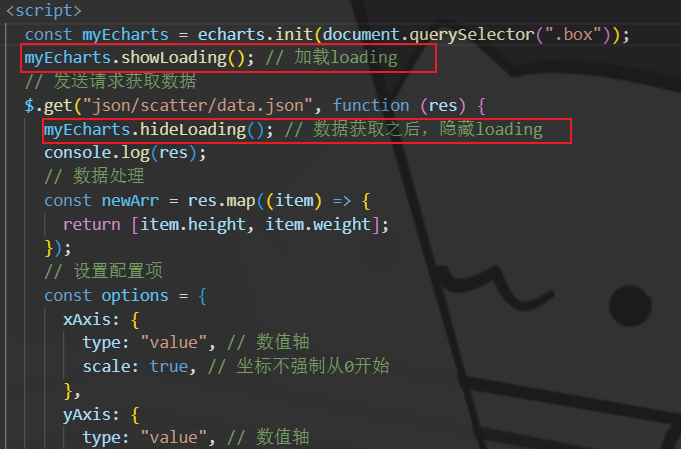 <script>
const myEcharts = echarts.init(document.querySelector(".box"));
myEcharts.showLoading(); // 加载loading
// 发送请求获取数据
$.get("json/scatter/data.json", function (res) {
myEcharts.hideLoading(); // 数据获取之后，隐藏loading
console.log(res);
// 数据处理
const newArr = res.map((item) => {
return [item.height, item.weight];
});
// 设置配置项
const options = {
xAxis: {
type: "value", // 数值轴
scale: true, // 坐标不强制从0开始
},
yAxis: {
type: "value", // 数值轴